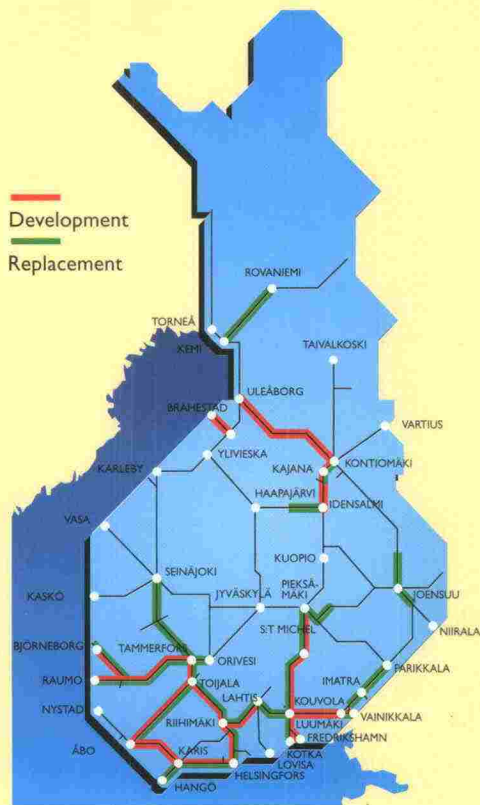 Development
Replacement
ROVANIEMI
TORNEÅ
KEMI
TAIVALKOSKI
ULEÅBORG
BRAHESTAD
VARTIUS
YLIVIESKA
KARLEBY
KAJANA
KONTIOMÄKI
HAAPAJÄRVI
IDENSALMI
VASA
KUOPIO
SEINÄJOKI
JYVÄSKYLÄ
PIEKSÄ-
MÄKI
JOENSUU
KASKÖ
S:T MICHEL
NIIRALA
BJÖRNEBORG
TAMMERFORS
ORIVESI
PARIKKALA
RAUMO
TOIJALA
IMATRA
LAHTIS
KOUVOLA
NYSTAD
RIIHIMÄKI
VAINIKKALA
LUUMÄKI
FREDRIKSHAMN
ÅBO
KARIS
KOTKA
LOVISA
HELSINGFORS
HANGÖ